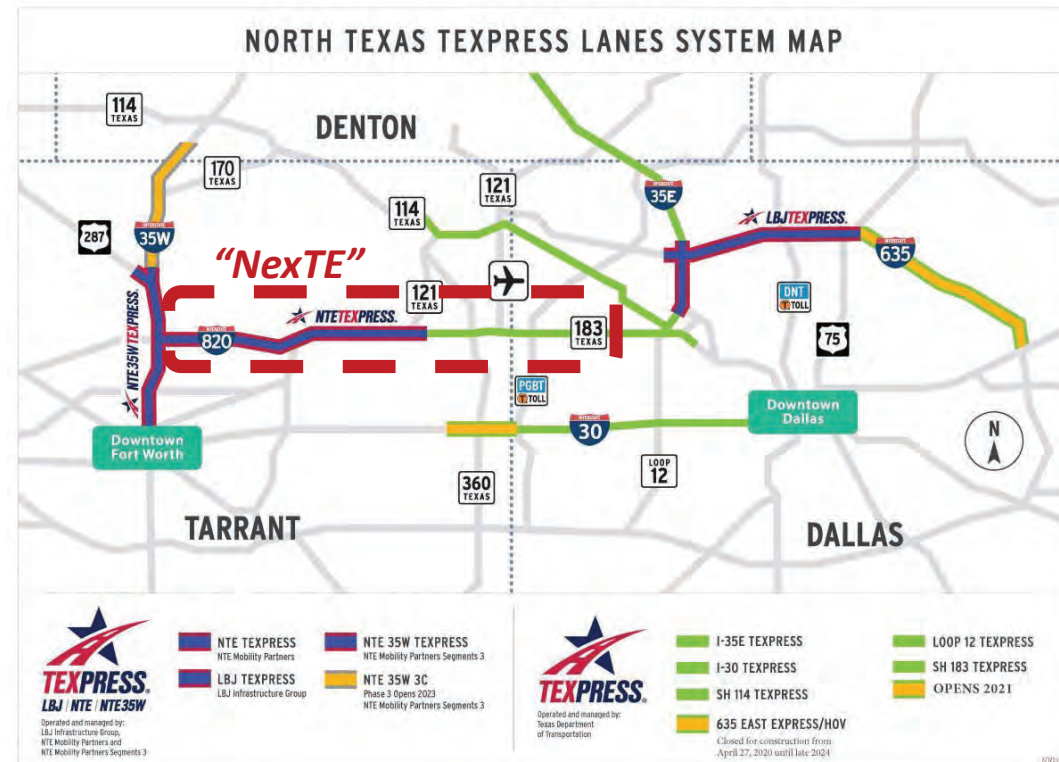 NORTH TEXAS TEXPRESS LANES SYSTEM MAP
114
TEXAS
DENTON
170
TEXAS
121
TEXAS
114
TEXAS
INTERSTATE
35E
LBJTEXPRESS.
287
INTERSTATE
35W
"NexTE"
INTERSTATE
635
121
TEXAS
DNT
TOLL
NTETEXPRESS.
183
TEXAS
75
INTERSTATE
820
NTE35WTEXPRESS.
PGBT
TOLL
Downtown
Dallas
INTERSTATE
30
N
Downtown
Fort Worth
LOOP
12
360
TEXAS
TARRANT
DALLAS
TEXPRESS.
LBJ / NTE / NTE35W
Operated and managed by:
LBJ Infrastructure Group,
NTE Mobility Partners and
NTE Mobility Partners Segments 3
NTE TEXPRESS
NTE Mobility Partners
LBJ TEXPRESS
LBJ Infrastructure Group
NTE 35W TEXPRESS
NTE Mobility Partners Segments 3
NTE 35W 3C
Phase 3 Opens 2023
NTE Mobility Partners Segments 3
TEXPRESS.
Operated and managed by:
Texas Department
of Transportation
I-35E TEXPRESS
I-30 TEXPRESS
SH 114 TEXPRESS
635 EAST EXPRESS/HOV
Closed for construction from
April 27, 2020 until late 2024
LOOP 12 TEXPRESS
SH 183 TEXPRESS
OPENS 2021